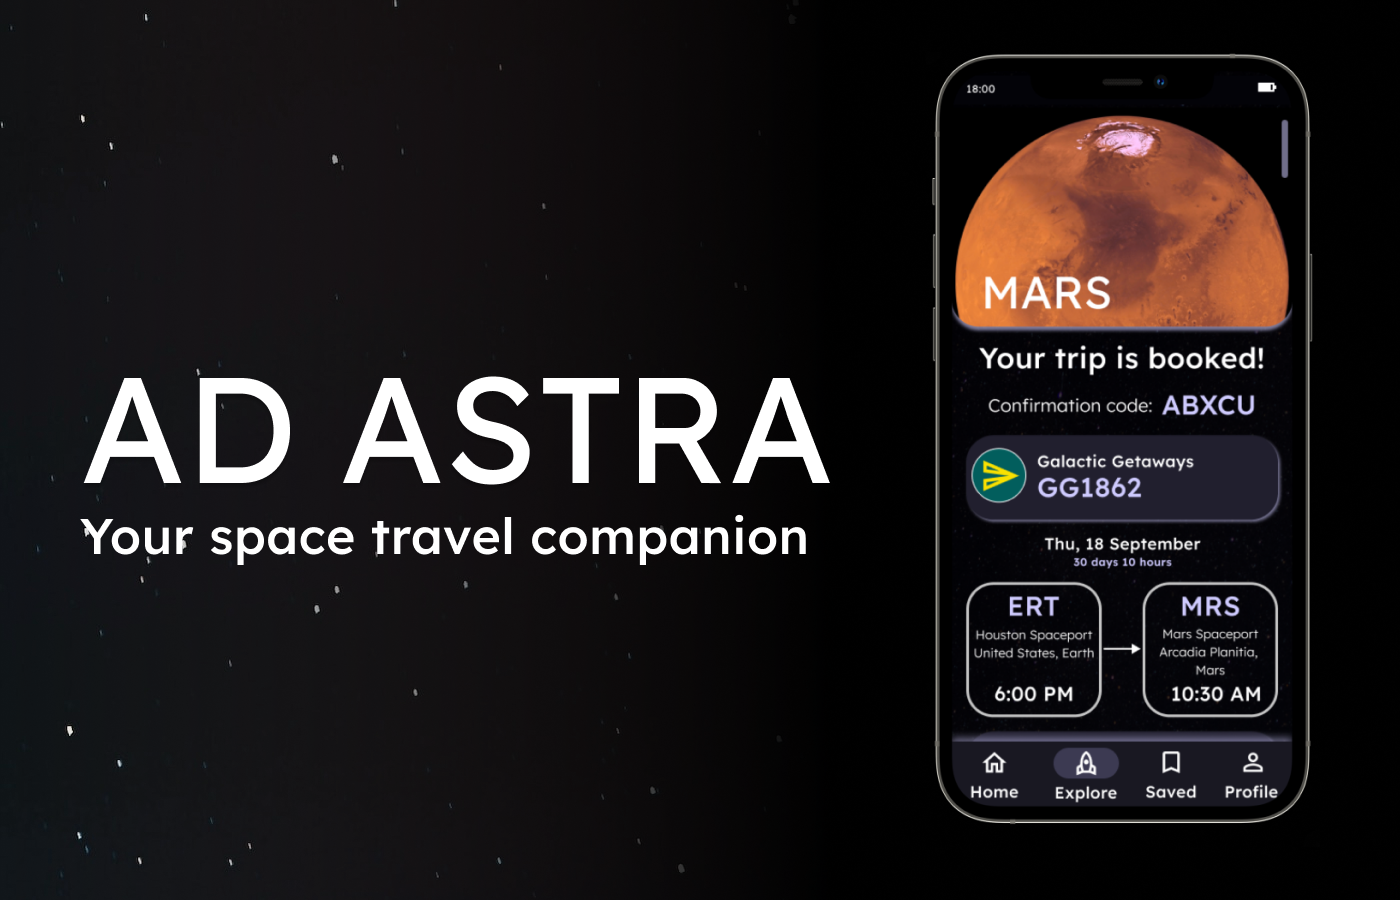 AD ASTRA
Your space travel companion
18:00
MARS
Your trip is booked!
Confirmation code: ABXCU
Galactic Getaways
GG1862
Thu, 18 September
30 days 10 hours
ERT
Houston Spaceport
United States, Earth
6:00 PM
MRS
Mars Spaceport
Arcadia Planitia,
Mars
10:30 AM
Home
Explore
Saved
Profile